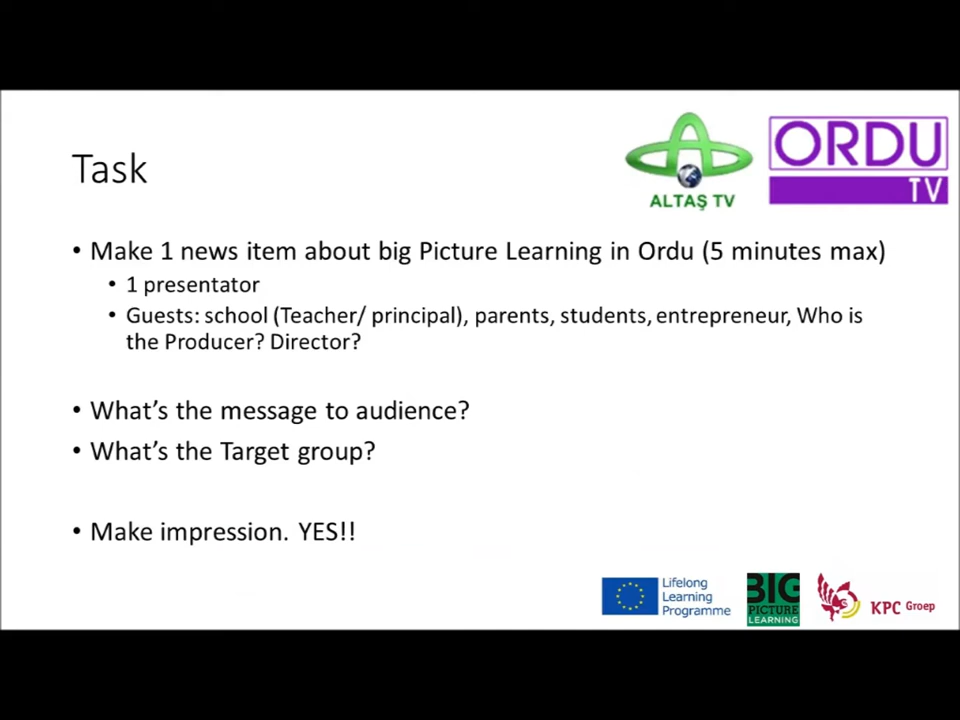 Task
ALTAŞ TV
ORDU
TV
• Make 1 news item about big Picture Learning in Ordu (5 minutes max)
• 1 presentator
• Guests: school (Teacher/ principal), parents, students, entrepreneur, Who is
the Producer? Director?
• What's the message to audience?
• What's the Target group?
• Make impression. YES!!
Lifelong
Learning
Programme
BIG
PICTURE
LEARNING
KPC Groep